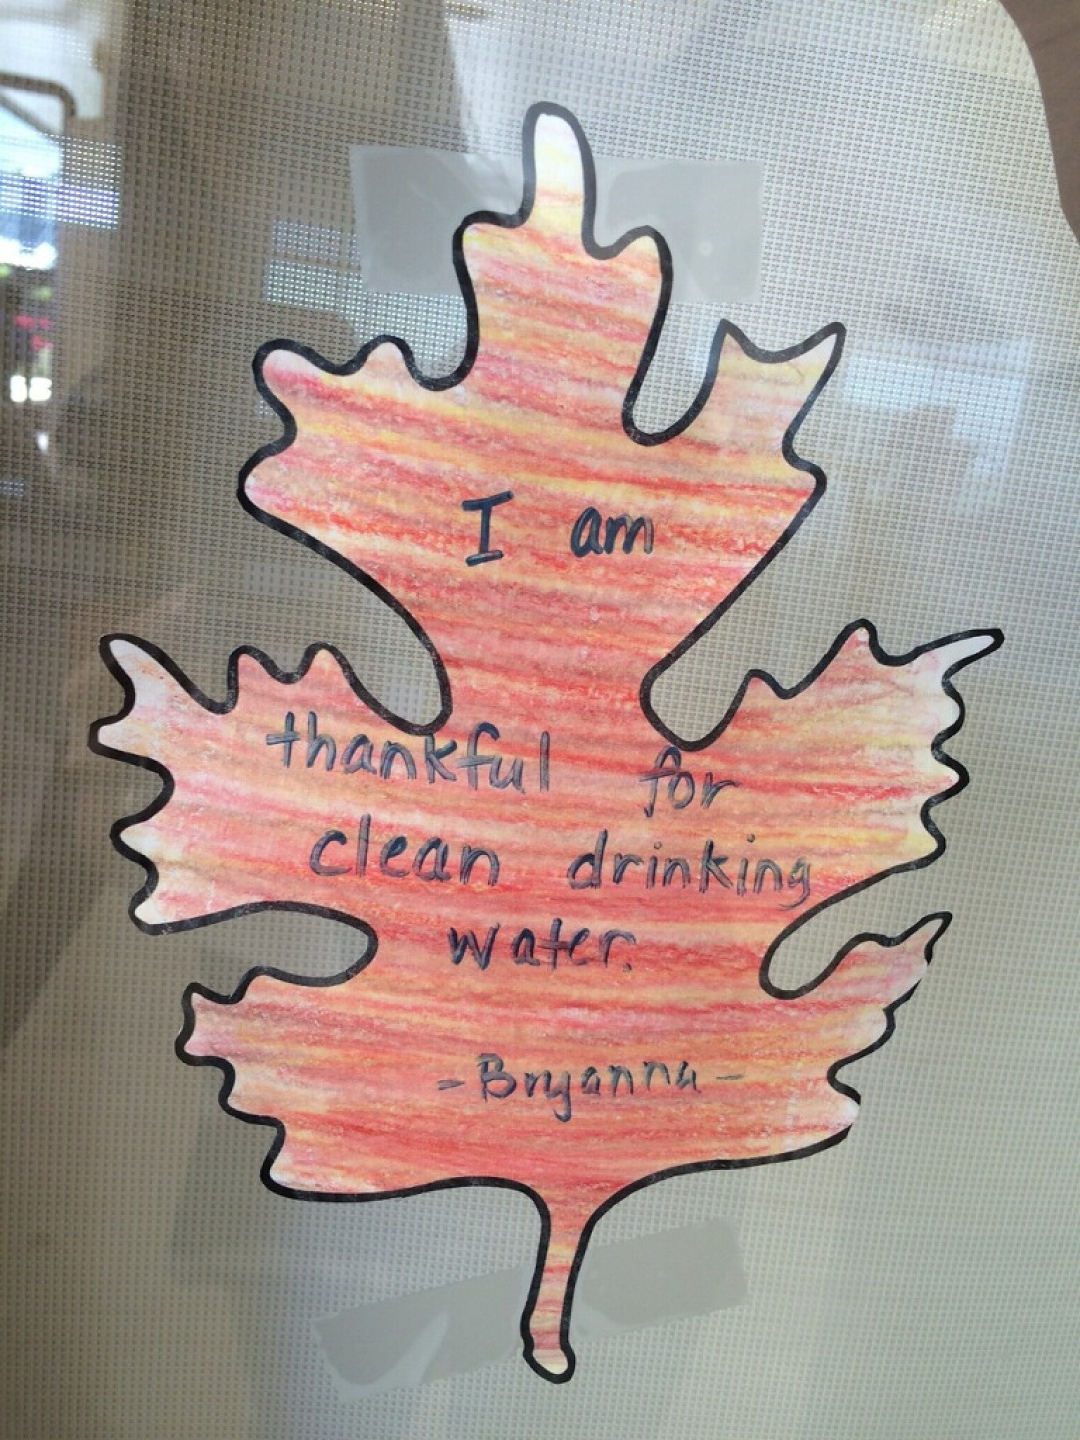 I am
thankful for
clean drinking
water.
- Bryanna -